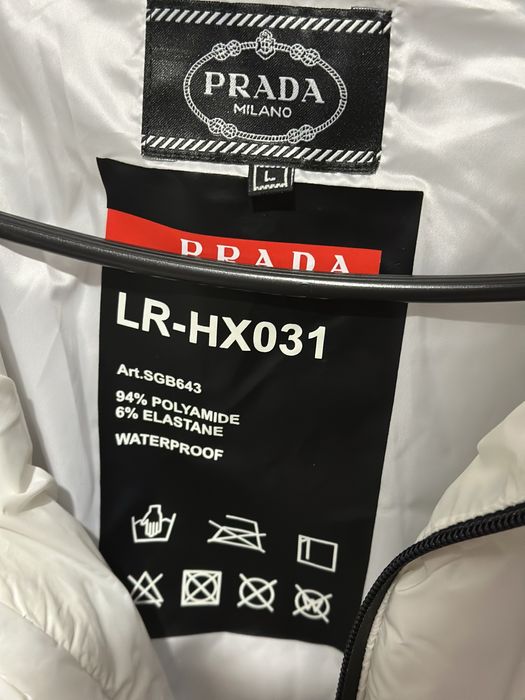 PRADA
MILANO
L
PRADA
LR-HX031
Art.SGB643
94% POLYAMIDE
6% ELASTANE
WATERPROOF